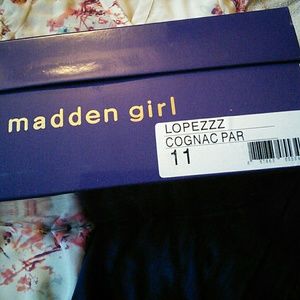 madden girl
LOPEZZZ
COGNAC PAR
11